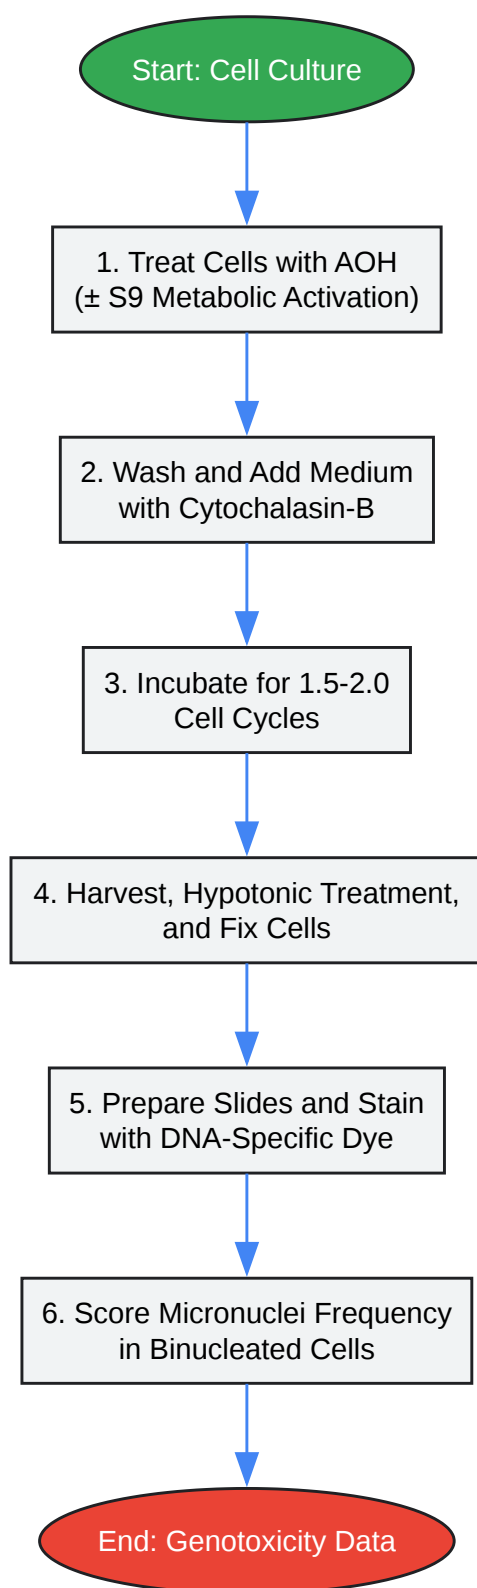 Start: Cell Culture
1. Treat Cells with AOH
(± S9 Metabolic Activation)
2. Wash and Add Medium
with Cytochalasin-B
3. Incubate for 1.5-2.0
Cell Cycles
4. Harvest, Hypotonic Treatment,
and Fix Cells
5. Prepare Slides and Stain
with DNA-Specific Dye
6. Score Micronuclei Frequency
in Binucleated Cells
End: Genotoxicity Data